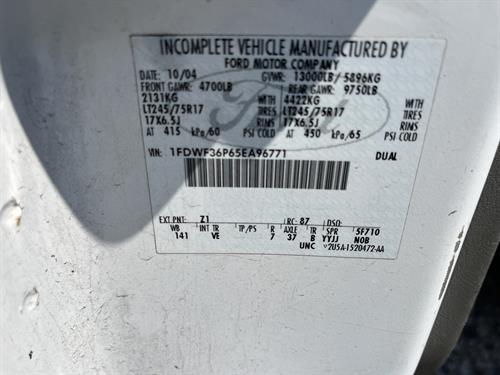 INCOMPLETE VEHICLE MANUFACTURED BY
FORD MOTOR COMPANY
DATE: 10/04 GVWR: 13000LB/ 5896KG
FRONT GAWR: 4700LB REAR GAWR: 9750LB
2131KG WITH 4422KG WITH
LT245/75R17 TIRES LT245/75R17 TIRES
17X6.5J RIMS 17X6.5J RIMS
AT 415 kPa/60 PSI COLD AT 450 kPa/65 PSI COLD
VIN: 1FDWF36P65EA96771 DUAL
EXT PNT: Z1 RC: 87 DSO:
WB INT TR TP/PS R AXLE TR SPR 5F710
141 VE 7 37 B YYJJ NOB
UNC V2U5A-1520472-AA